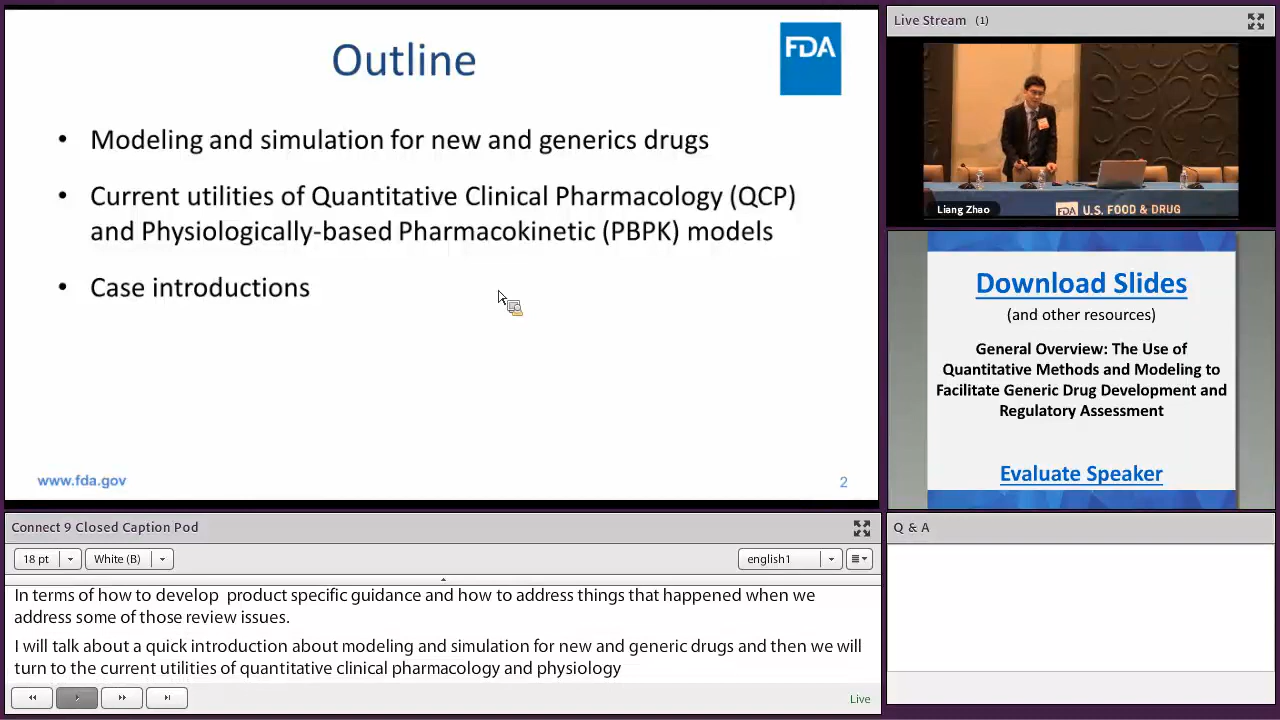 Outline
FDA
• Modeling and simulation for new and generics drugs
• Current utilities of Quantitative Clinical Pharmacology (QCP)
and Physiologically-based Pharmacokinetic (PBPK) models
• Case introductions
www.fda.gov
2
Live Stream (1)
Liang Zhao
FDA U.S. FOOD & DRUG
Download Slides
(and other resources)
General Overview: The Use of
Quantitative Methods and Modeling to
Facilitate Generic Drug Development and
Regulatory Assessment
Evaluate Speaker
Connect 9 Closed Caption Pod
18 pt
White (B)
english1
In terms of how to develop product specific guidance and how to address things that happened when we
address some of those review issues.
I will talk about a quick introduction about modeling and simulation for new and generic drugs and then we will
turn to the current utilities of quantitative clinical pharmacology and physiology
Live
Q & A